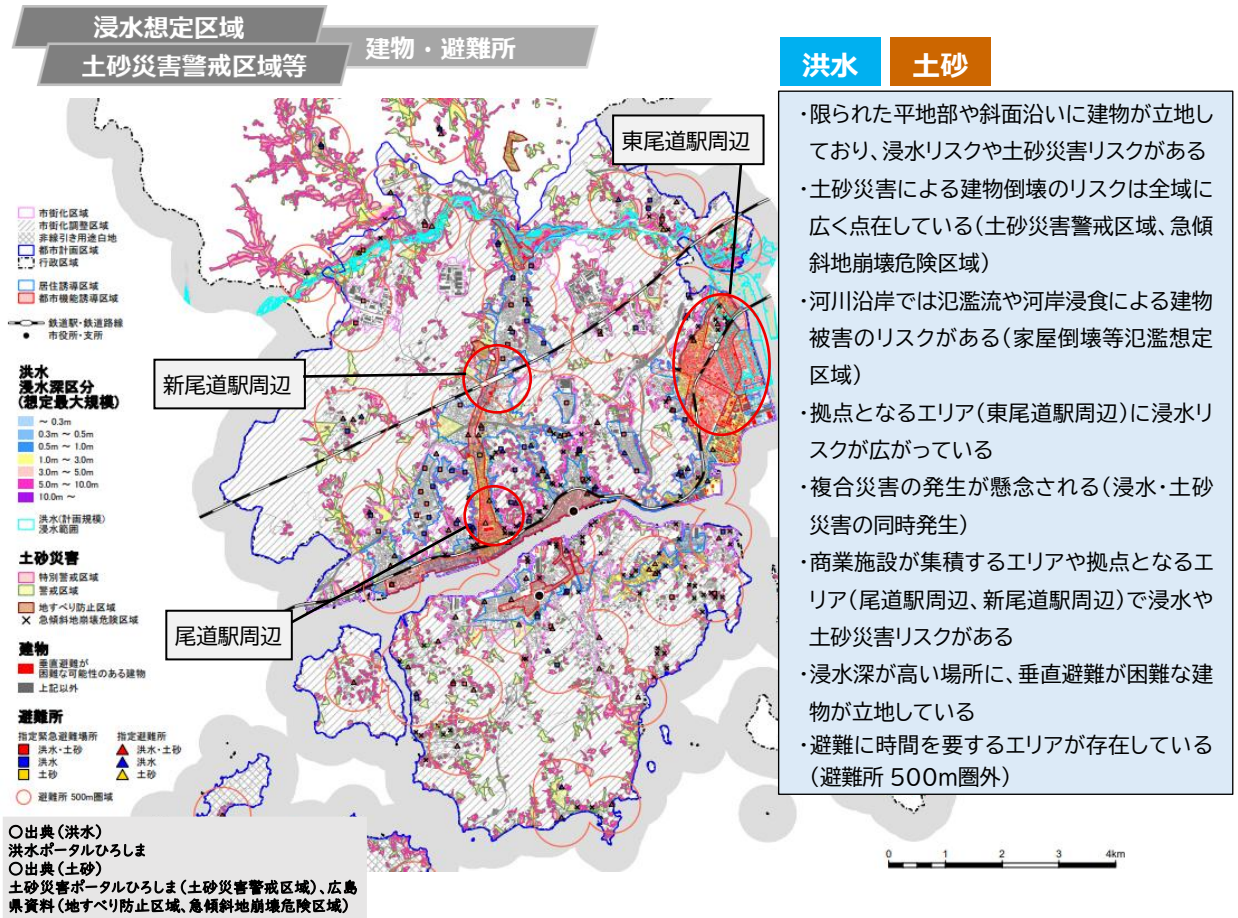 浸水想定区域
土砂災害警戒区域等
建物・避難所
洪水
土砂
・限られた平地部や斜面沿いに建物が立地し
ており、浸水リスクや土砂災害リスクがある
・土砂災害による建物倒壊のリスクは全域に
広く点在している(土砂災害警戒区域、急傾
斜地崩壊危険区域)
・河川沿岸では氾濫流や河岸浸食による建物
被害のリスクがある(家屋倒壊等氾濫想定
区域)
・拠点となるエリア(東尾道駅周辺)に浸水リ
スクが広がっている
・複合災害の発生が懸念される(浸水・土砂
災害の同時発生)
・商業施設が集積するエリアや拠点となるエ
リア(尾道駅周辺、新尾道駅周辺)で浸水や
土砂災害リスクがある
・浸水深が高い場所に、垂直避難が困難な建
物が立地している
・避難に時間を要するエリアが存在している
(避難所 500m圏外)
東尾道駅周辺
新尾道駅周辺
尾道駅周辺
市街化区域
市街化調整区域
非線引き用途白地
都市計画区域
行政区域
居住誘導区域
都市機能誘導区域
鉄道駅・鉄道路線
市役所・支所
洪水
浸水深区分
(想定最大規模)
~ 0.3m
0.3m ~ 0.5m
0.5m ~ 1.0m
1.0m ~ 3.0m
3.0m ~ 5.0m
5.0m ~ 10.0m
10.0m ~
洪水(計画規模)
浸水範囲
土砂災害
特別警戒区域
警戒区域
地すべり防止区域
急傾斜地崩壊危険区域
建物
垂直避難が
困難な可能性のある建物
上記以外
避難所
指定緊急避難場所 指定避難所
洪水・土砂 洪水・土砂
洪水 洪水
土砂 土砂
避難所 500m圏域
○出典(洪水)
洪水ポータルひろしま
○出典(土砂)
土砂災害ポータルひろしま(土砂災害警戒区域)、広島
県資料(地すべり防止区域、急傾斜地崩壊危険区域)
0 1 2 3 4km